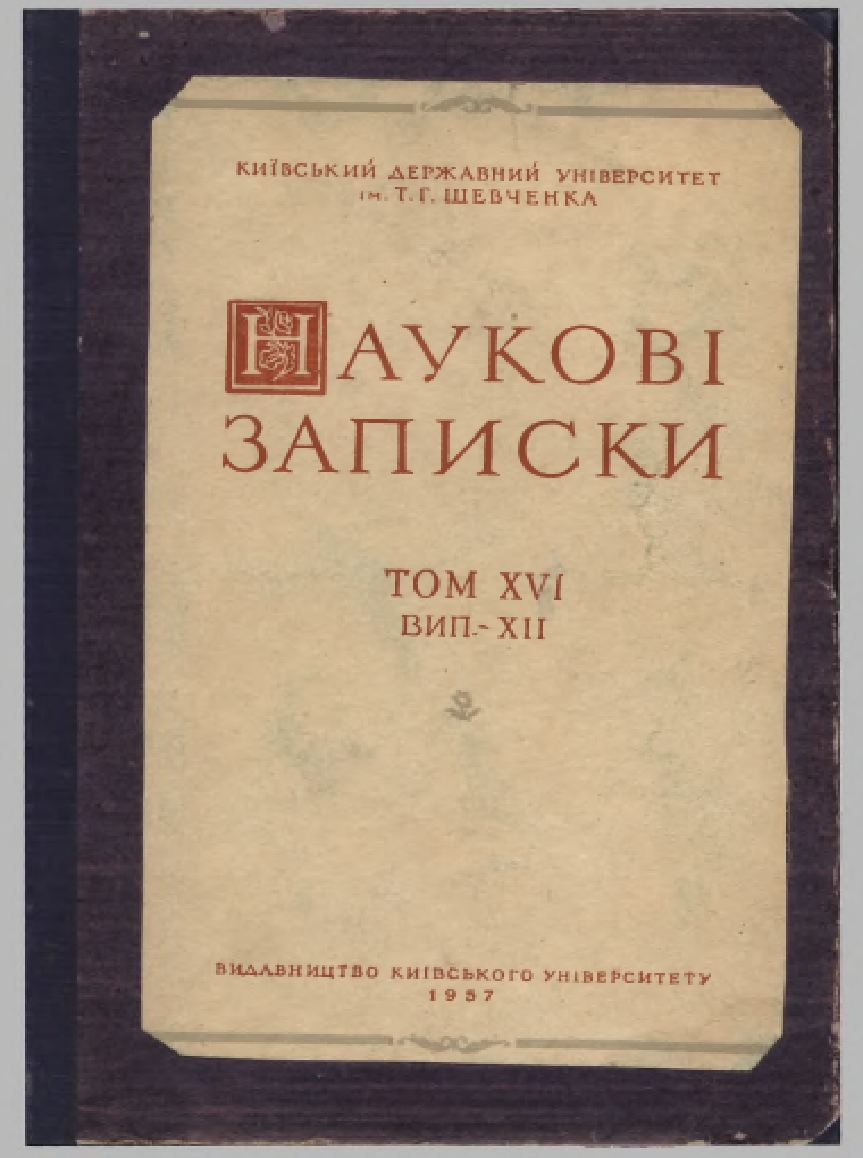 КИЇВСЬКИЙ ДЕРЖАВНИЙ УНІВЕРСИТЕТ
ім. Т. Г. ШЕВЧЕНКА
НАУКОВІ
ЗАПИСКИ
ТОМ XVI
ВИП.- XII
ВИДАВНИЦТВО КИЇВСЬКОГО УНІВЕРСИТЕТУ
1957